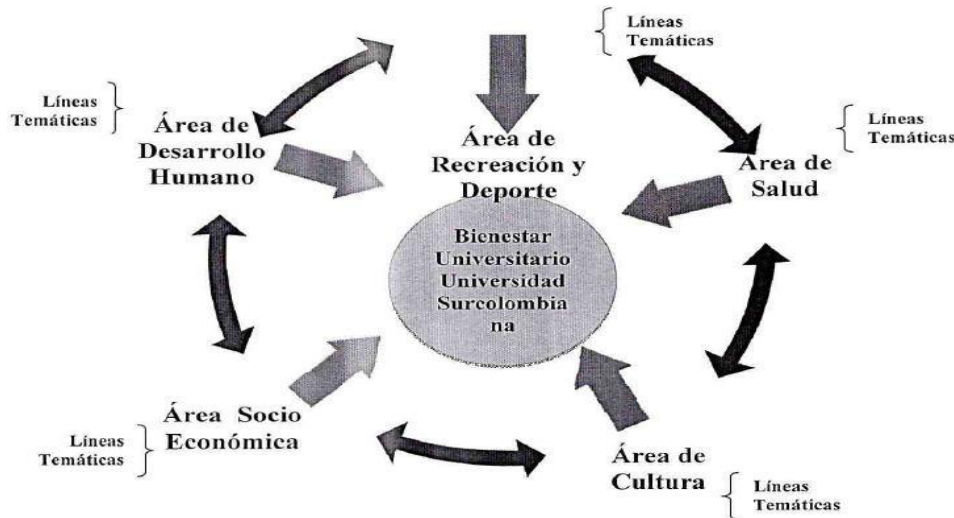 Líneas
Temáticas
Líneas
Temáticas
Área de
Desarrollo
Humano
Área de
Recreación y
Deporte
Líneas
Temáticas
Área de
Salud
Bienestar
Universitario
Universidad
Surcolombia
na
Área Socio
Económica
Líneas
Temáticas
Área de
Cultura
Líneas
Temáticas